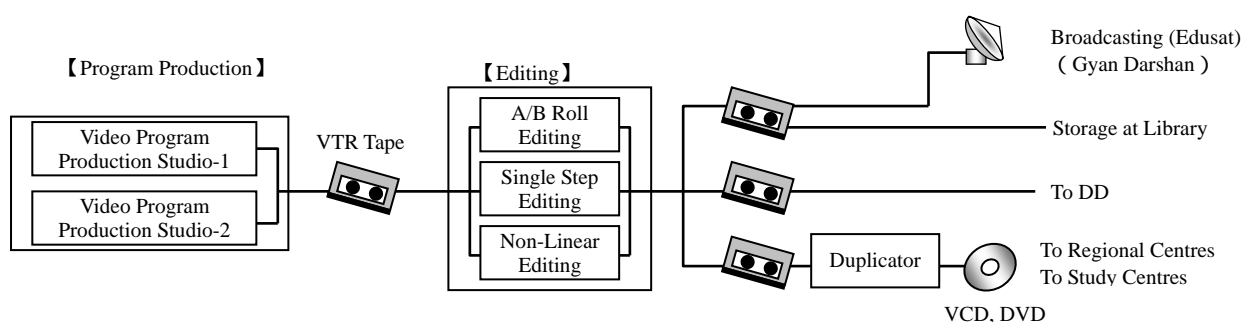 【Program Production】
Video Program
Production Studio-1
Video Program
Production Studio-2
VTR Tape
【Editing】
A/B Roll
Editing
Single Step
Editing
Non-Linear
Editing
Broadcasting (Edusat)
( Gyan Darshan )
Storage at Library
To DD
Duplicator
To Regional Centres
To Study Centres
VCD, DVD